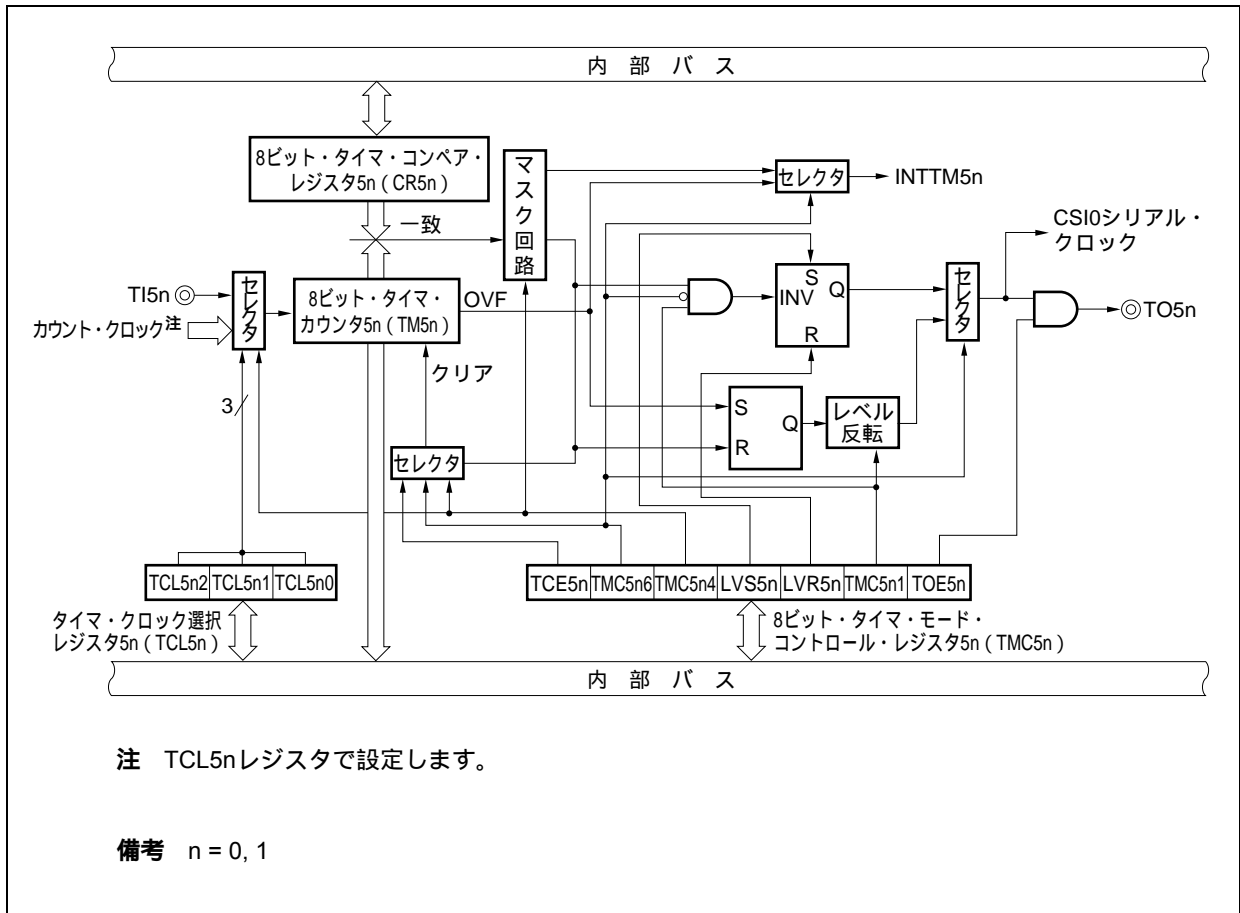 内 部 バ ス
8ビット・タイマ・コンペア・
レジスタ5n（CR5n）
マスク回路
セレクタ
INTTM5n
一致
CSI0シリアル・
クロック
TI5n
セレクタ
カウント・クロック注
8ビット・タイマ・
カウンタ5n（TM5n）
OVF
S
INV
Q
R
セレクタ
TO5n
クリア
3
S
Q
R
レベル
反転
セレクタ
TCL5n2 TCL5n1 TCL5n0
TCE5n TMC5n6 TMC5n4 LVS5n LVR5n TMC5n1 TOE5n
タイマ・クロック選択
レジスタ5n（TCL5n）
8ビット・タイマ・モード・
コントロール・レジスタ5n（TMC5n）
内 部 バ ス
注 TCL5nレジスタで設定します。
備考 n = 0, 1